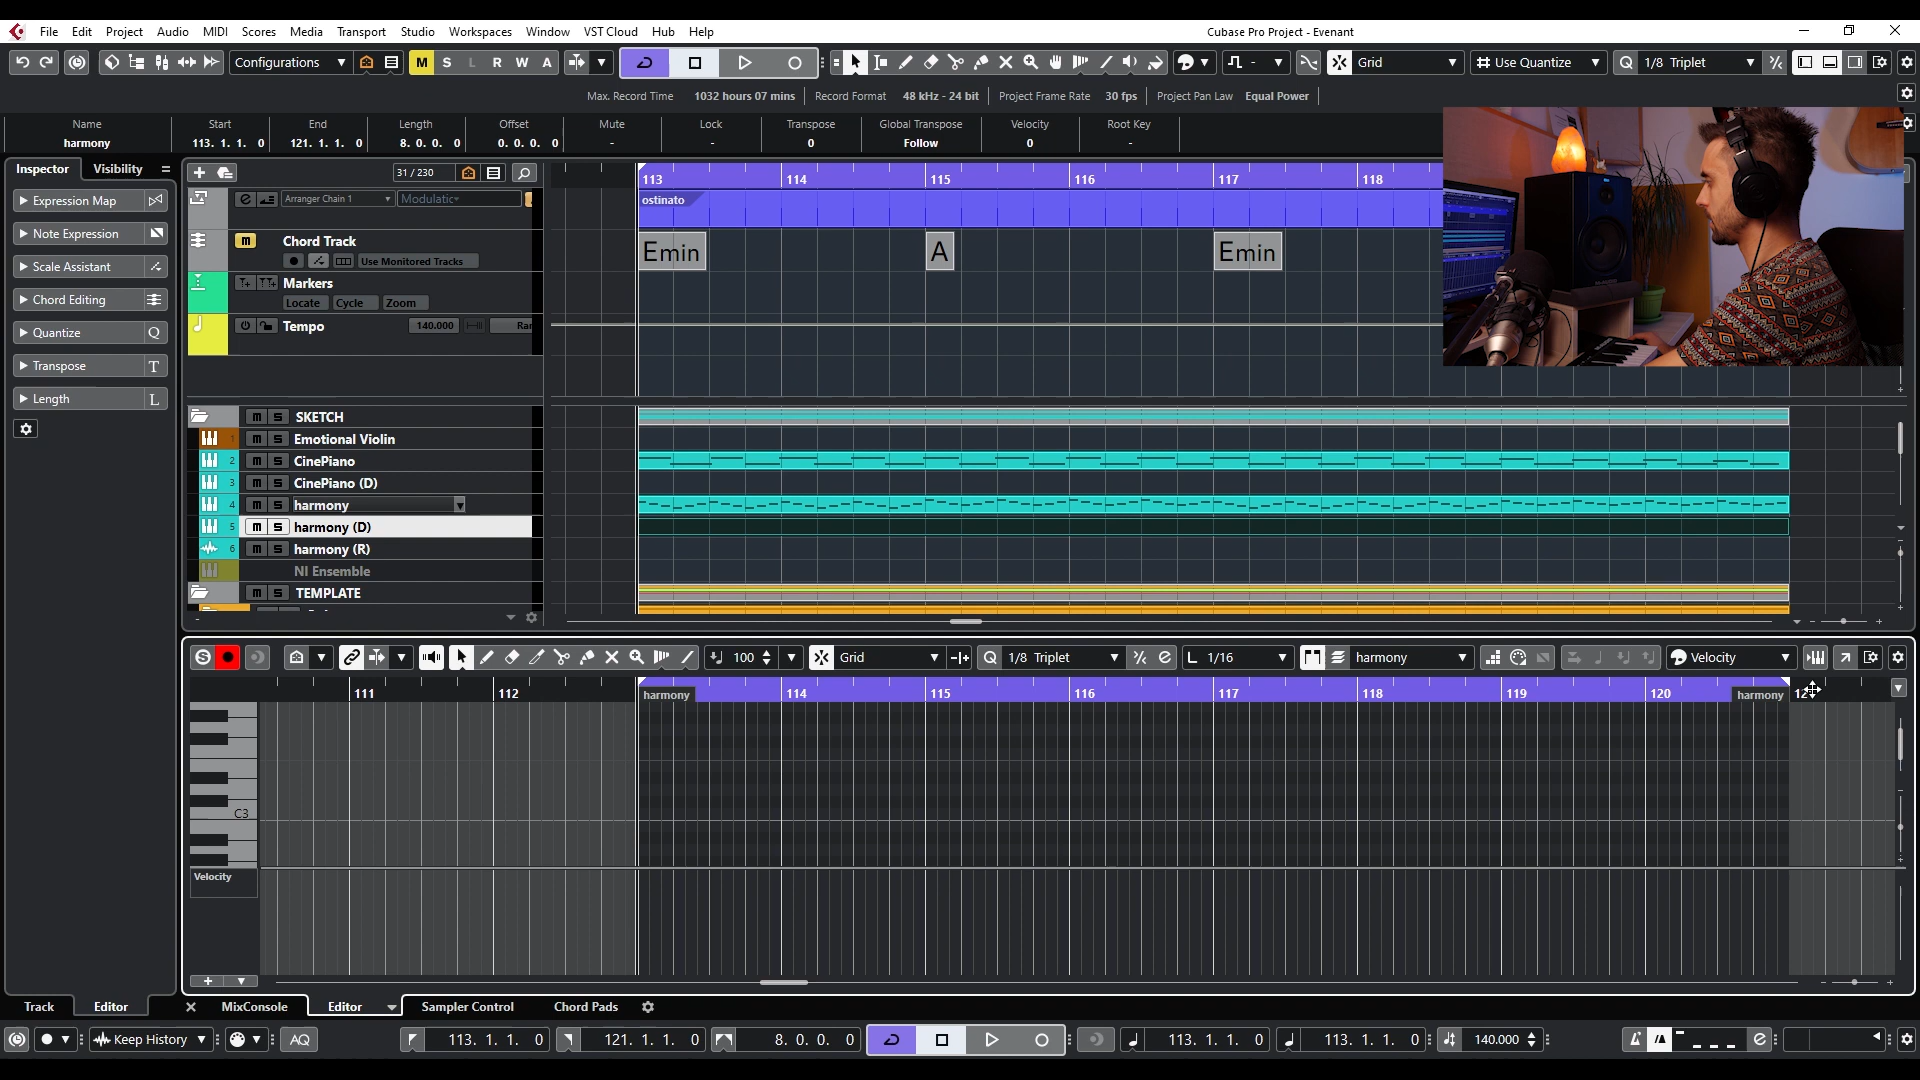 File Edit Project Audio MIDI Scores Media Transport Studio Workspaces Window VST Cloud Hub Help
Cubase Pro Project - Evenant
Configurations M S L R W A Grid Use Quantize Q 1/8 Triplet
Max. Record Time 1032 hours 07 mins Record Format 48 kHz - 24 bit Project Frame Rate 30 fps Project Pan Law Equal Power
Name Start End Length Offset Mute Lock Transpose Global Transpose Velocity Root Key
harmony 113. 1. 1. 0 121. 1. 1. 0 8. 0. 0. 0 0. 0. 0. 0 - - 0 Follow 0 -
Inspector Visibility
31 / 230
113 114 115 116 117 118
Expression Map
Arranger Chain 1 Modulatic
ostinato
Note Expression
m Chord Track
Emin A Emin
Use Monitored Tracks
Scale Assistant
Markers
Chord Editing
Locate Cycle Zoom
Quantize Q
Tempo 140.000 Rar
Transpose T
Length L
m S SKETCH
1 m S Emotional Violin
2 m S CinePiano
3 m S CinePiano (D)
4 m S harmony
5 m S harmony (D)
6 m S harmony (R)
NI Ensemble
m S TEMPLATE
S 100 Grid Q 1/8 Triplet L 1/16 harmony Velocity
111 112 harmony 114 115 116 117 118 119 120 harmony 12
C3
Velocity
Track Editor MixConsole Editor Sampler Control Chord Pads
Keep History AQ 113. 1. 1. 0 121. 1. 1. 0 8. 0. 0. 0 113. 1. 1. 0 113. 1. 1. 0 140.000